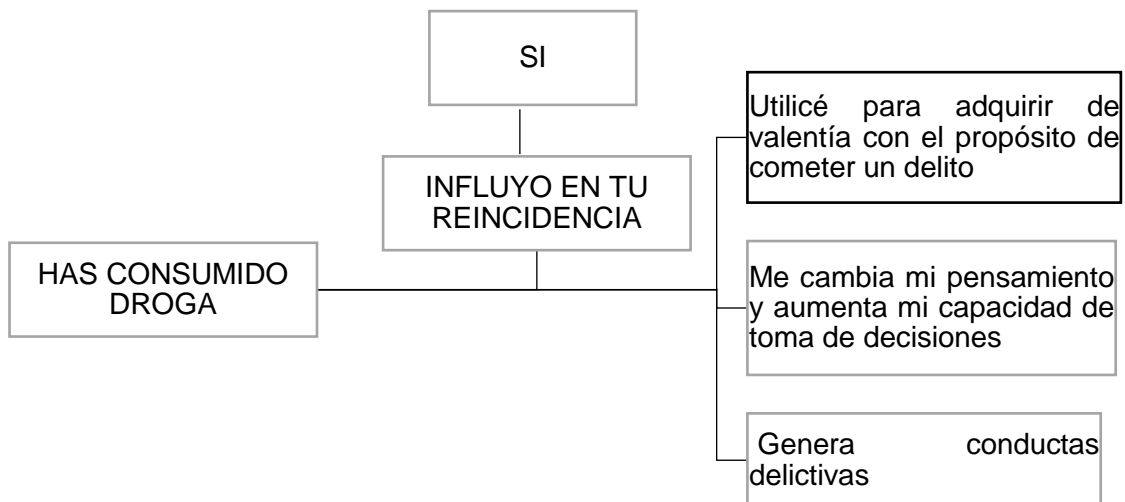 SI
INFLUYO EN TU
REINCIDENCIA
HAS CONSUMIDO
DROGA
Utilicé para adquirir de
valentía con el propósito de
cometer un delito
Me cambia mi pensamiento
y aumenta mi capacidad de
toma de decisiones
Genera conductas
delictivas